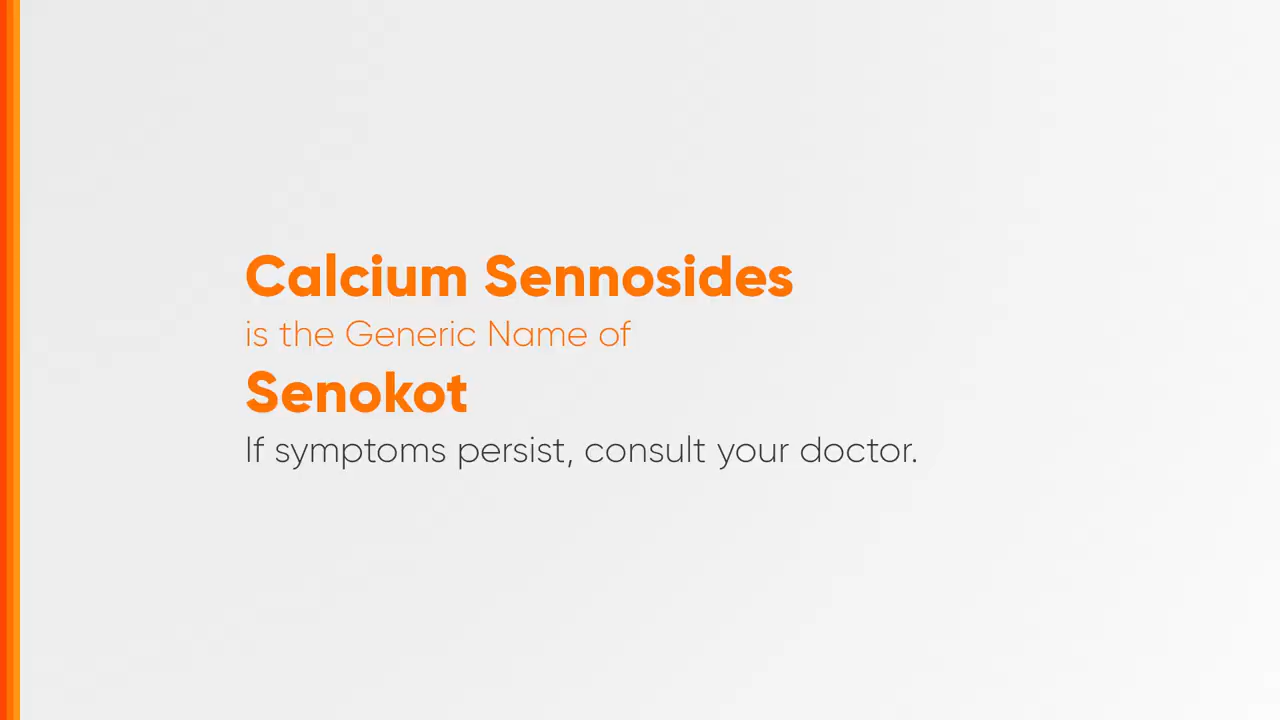 Calcium Sennosides
is the Generic Name of
Senokot
If symptoms persist, consult your doctor.